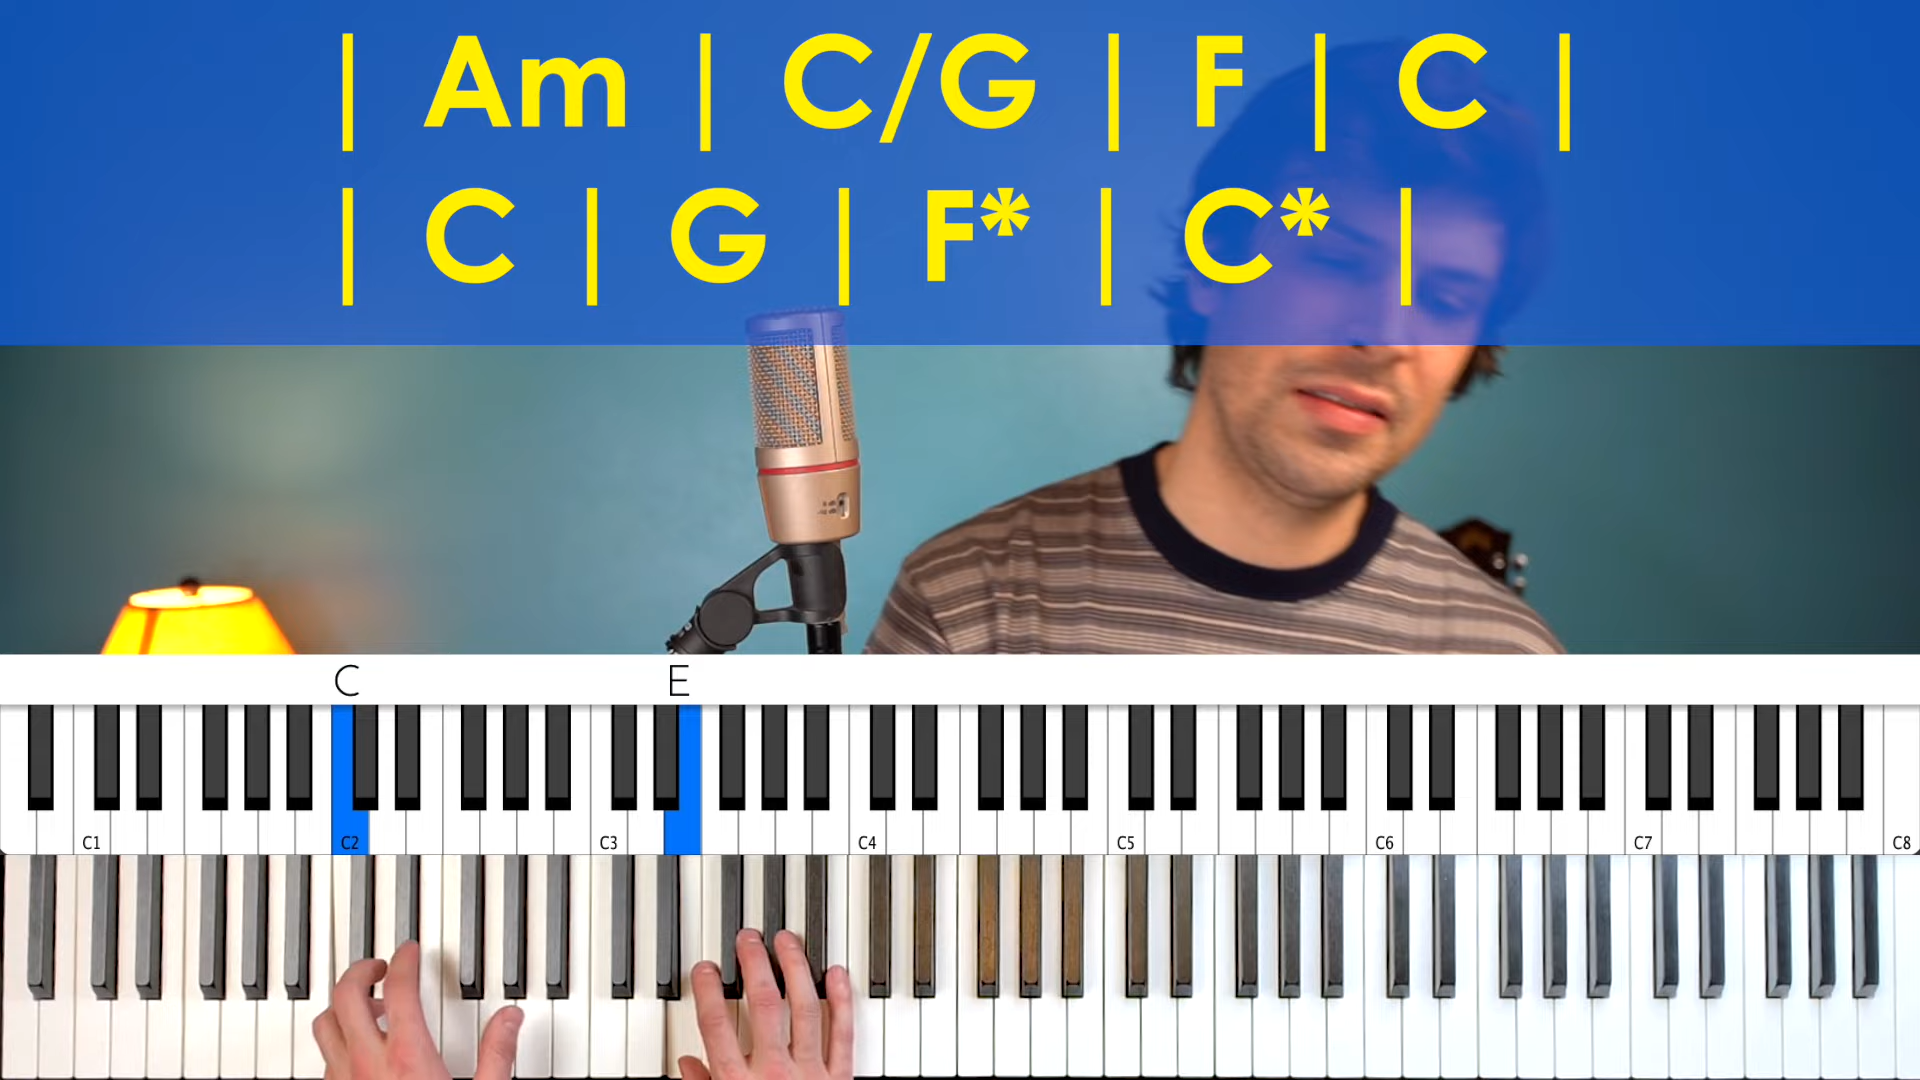 | Am | C/G | F | C |
| C | G | F* | C* |
C E
C1 C2 C3 C4 C5 C6 C7 C8